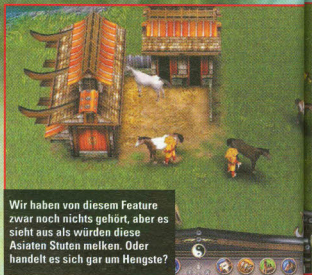 Wir haben von diesem Feature
zwar noch nichts gehört, aber es
sieht aus als würden diese
Asiaten Stuten melken. Oder
handelt es sich gar um Hengste?